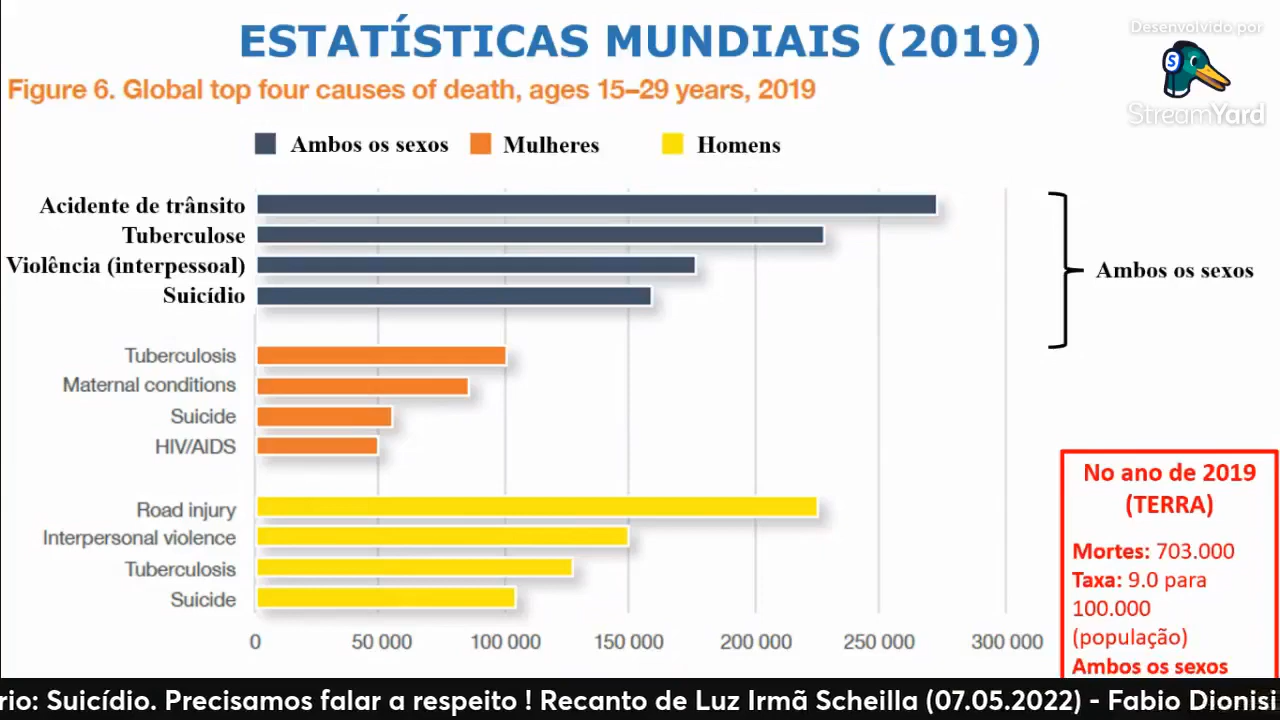 ESTATÍSTICAS MUNDIAIS (2019)
Desenvolvido por
S
StreamYard
Figure 6. Global top four causes of death, ages 15–29 years, 2019
Ambos os sexos Mulheres Homens
Acidente de trânsito
Tuberculose
Violência (interpessoal)
Suicídio
Ambos os sexos
Tuberculosis
Maternal conditions
Suicide
HIV/AIDS
Road injury
Interpersonal violence
Tuberculosis
Suicide
0 50 000 100 000 150 000 200 000 250 000 300 000
No ano de 2019
(TERRA)
Mortes: 703.000
Taxa: 9.0 para
100.000
(população)
Ambos os sexos
rio: Suicídio. Precisamos falar a respeito ! Recanto de Luz Irmã Scheilla (07.05.2022) - Fabio Dionisi